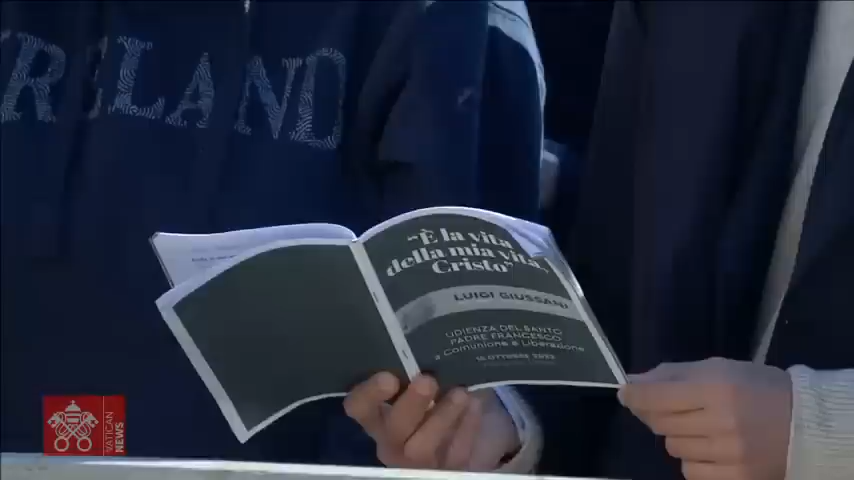 RELAND
"È la vita
della mia vita,
Cristo"
LUIGI GIUSSANI
UDIENZA DEL SANTO
PADRE FRANCESCO
a Comunione e Liberazione
15 OTTOBRE 2022
VATICAN
NEWS